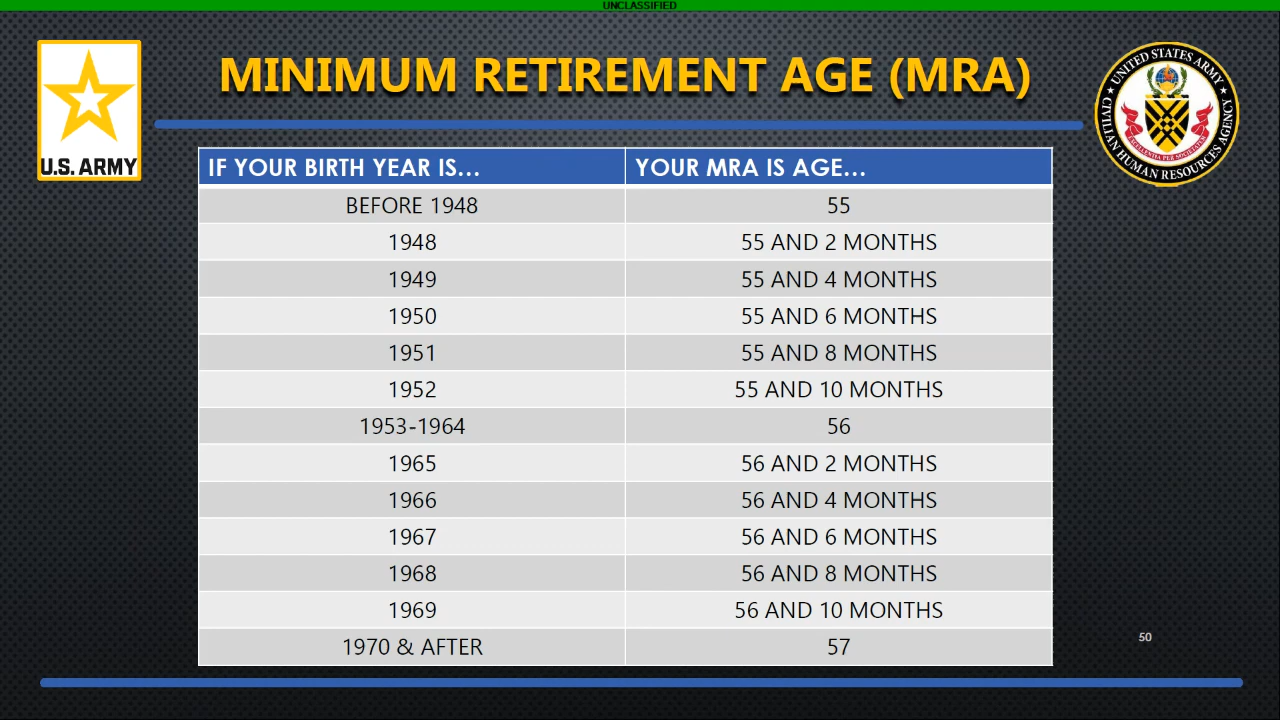 UNCLASSIFIED
MINIMUM RETIREMENT AGE (MRA)
U.S. ARMY
UNITED STATES ARMY
CIVILIAN HUMAN RESOURCES AGENCY
IF YOUR BIRTH YEAR IS... YOUR MRA IS AGE...
BEFORE 1948 55
1948 55 AND 2 MONTHS
1949 55 AND 4 MONTHS
1950 55 AND 6 MONTHS
1951 55 AND 8 MONTHS
1952 55 AND 10 MONTHS
1953-1964 56
1965 56 AND 2 MONTHS
1966 56 AND 4 MONTHS
1967 56 AND 6 MONTHS
1968 56 AND 8 MONTHS
1969 56 AND 10 MONTHS
1970 & AFTER 57
50